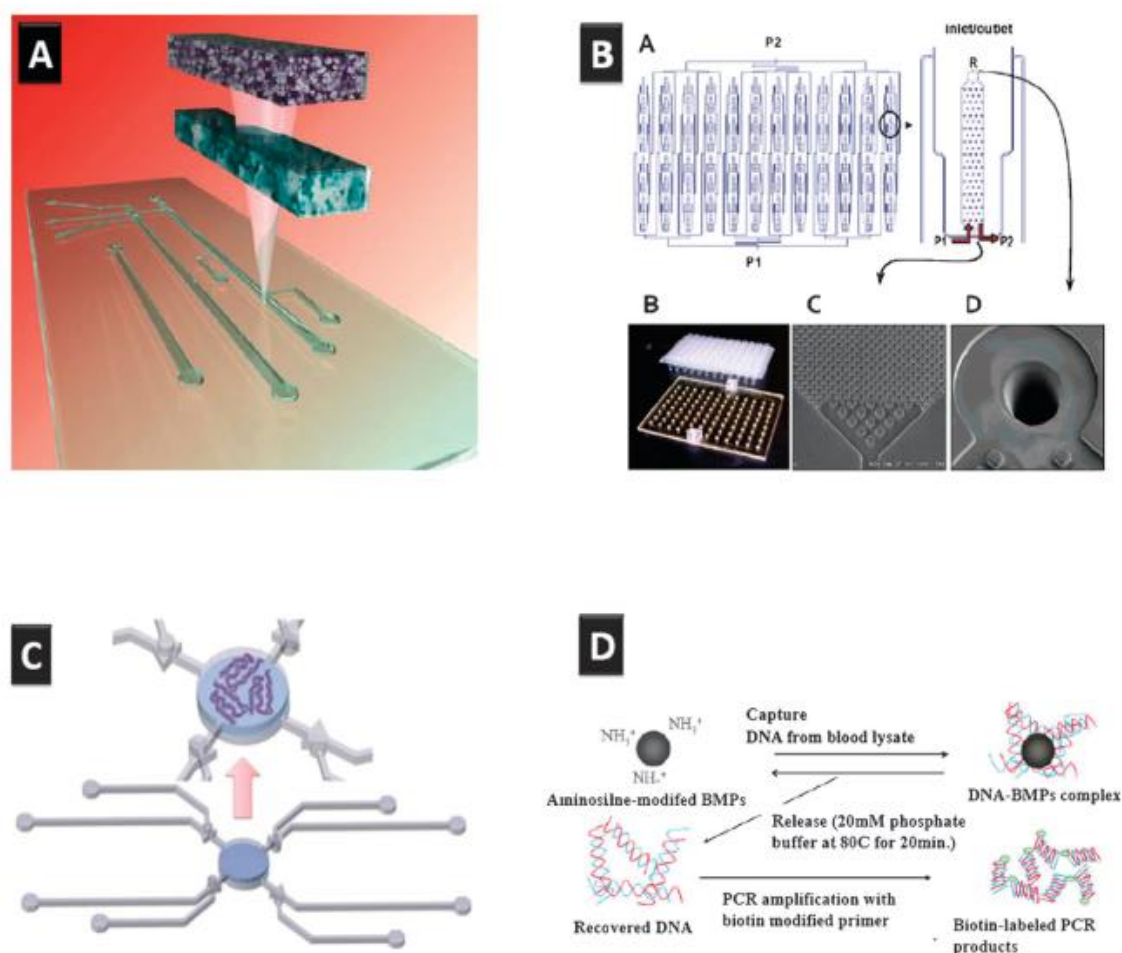 A
B
A
P2
Inlet/outlet
R
P1
P1
P2
B
C
D
C
D
NH₃⁺
NH₃⁺
NH-⁺
Aminosilne-modifed BMPs
Capture
DNA from blood lysate
DNA-BMPs complex
Release (20mM phosphate
buffer at 80C for 20min.)
Recovered DNA
PCR amplification with
biotin modified primer
Biotin-labeled PCR
products